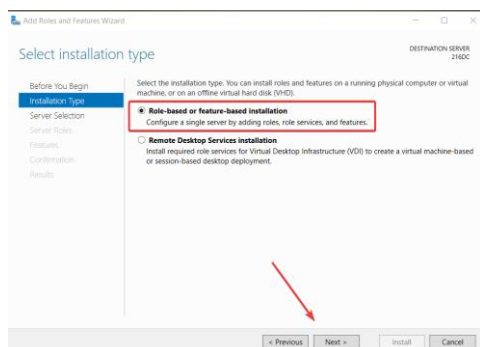 Add Roles and Features Wizard
Select installation type
DESTINATION SERVER
216DC
Before You Begin
Installation Type
Server Selection
Server Roles
Features
Confirmation
Results
Select the installation type. You can install roles and features on a running physical computer or virtual
machine, or on an offline virtual hard disk (VHD).
Role-based or feature-based installation
Configure a single server by adding roles, role services, and features.
Remote Desktop Services installation
Install required role services for Virtual Desktop Infrastructure (VDI) to create a virtual machine-based
or session-based desktop deployment.
< Previous Next > Install Cancel